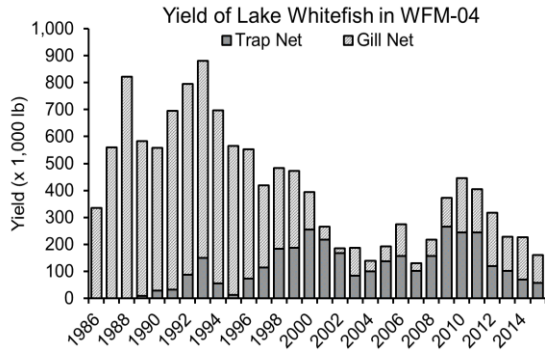 Yield of Lake Whitefish in WFM-04
Trap Net Gill Net
Yield (x 1,000 lb)
1,000
900
800
700
600
500
400
300
200
100
0
1986 1988 1990 1992 1994 1996 1998 2000 2002 2004 2006 2008 2010 2012 2014